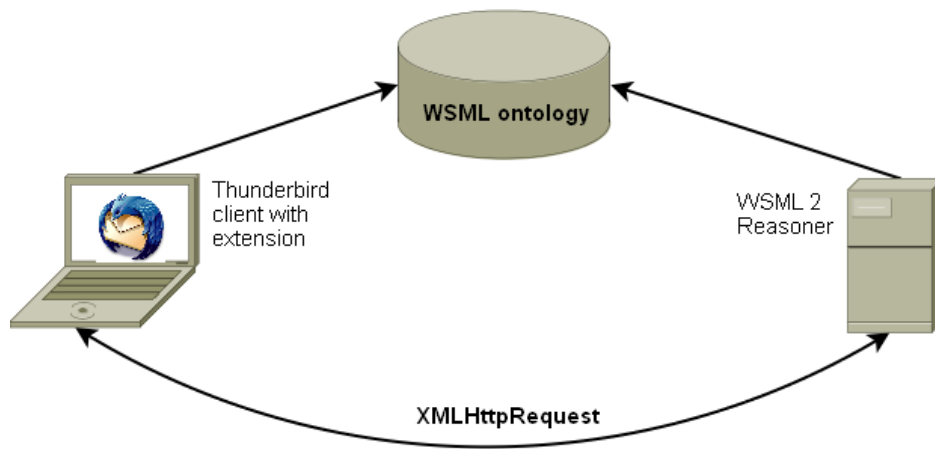 WSML ontology
Thunderbird
client with
extension
WSML 2
Reasoner
XMLHttpRequest